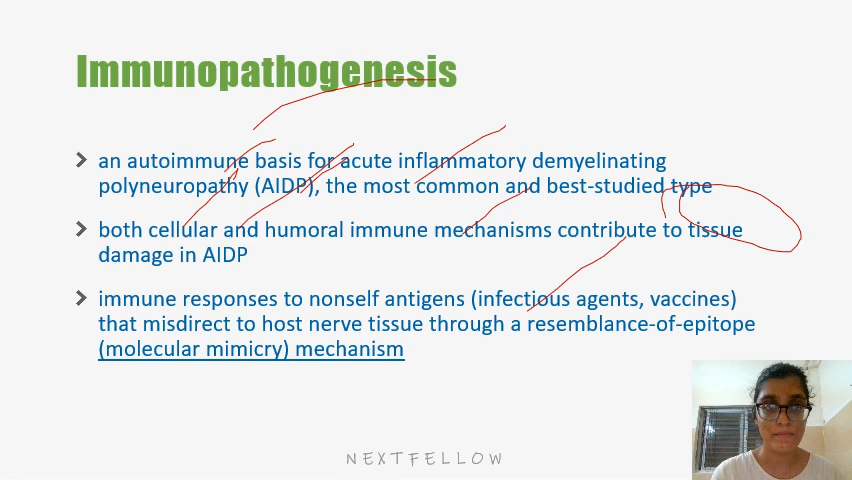 Immunopathogenesis
an autoimmune basis for acute inflammatory demyelinating
polyneuropathy (AIDP), the most common and best-studied type
both cellular and humoral immune mechanisms contribute to tissue
damage in AIDP
immune responses to nonself antigens (infectious agents, vaccines)
that misdirect to host nerve tissue through a resemblance-of-epitope
(molecular mimicry) mechanism
NEXTFELLOW